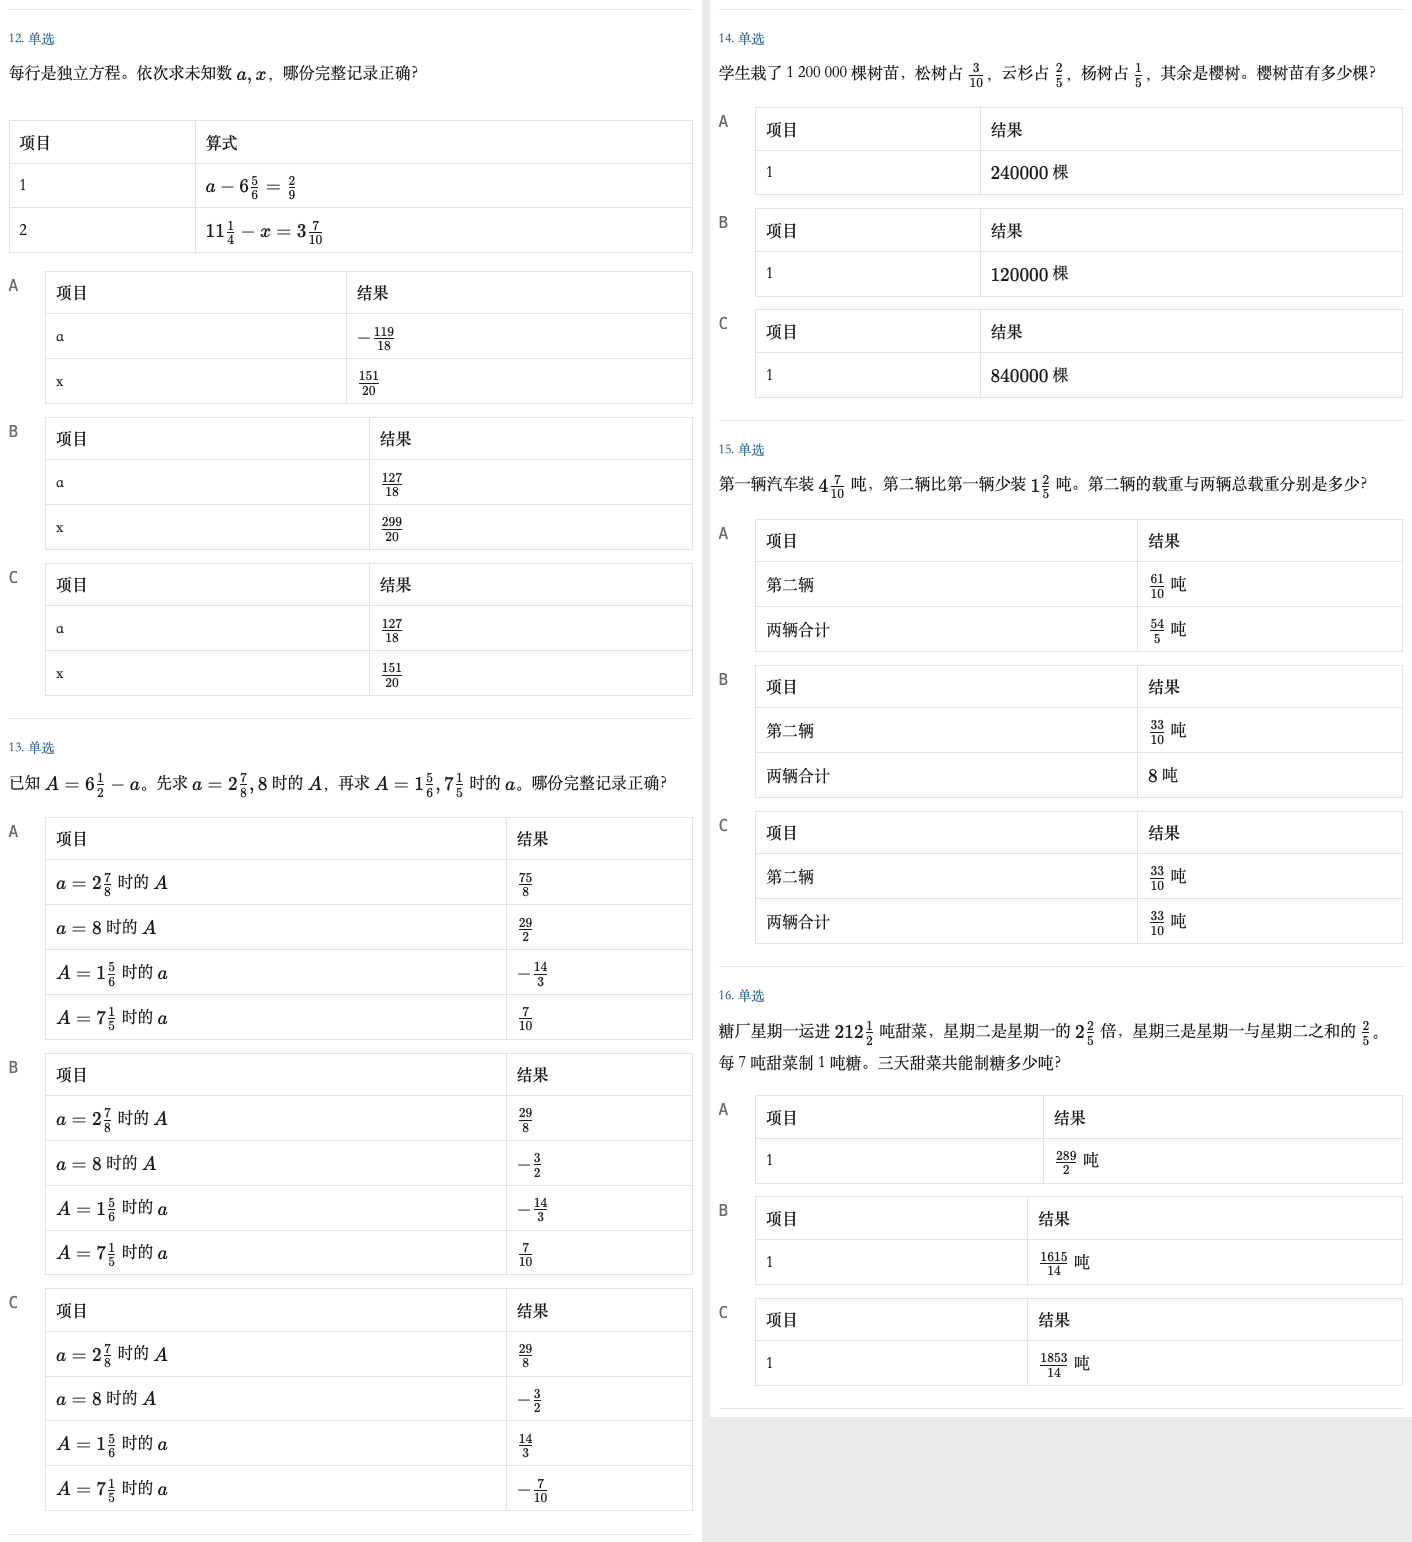 12. 单选
每行是独立方程。依次求未知数 a, x，哪份完整记录正确？
项目 算式
1 a − 6 5/6 = 2/9
2 11 1/4 − x = 3 7/10
A
项目 结果
a −119/18
x 151/20
B
项目 结果
a 127/18
x 299/20
C
项目 结果
a 127/18
x 151/20
13. 单选
已知 A = 6 1/2 − a。先求 a = 2 7/8, 8 时的 A，再求 A = 1 5/6, 7 1/5 时的 a。哪份完整记录正确？
A
项目 结果
a = 2 7/8 时的 A 75/8
a = 8 时的 A 29/2
A = 1 5/6 时的 a −14/3
A = 7 1/5 时的 a 7/10
B
项目 结果
a = 2 7/8 时的 A 29/8
a = 8 时的 A −3/2
A = 1 5/6 时的 a −14/3
A = 7 1/5 时的 a 7/10
C
项目 结果
a = 2 7/8 时的 A 29/8
a = 8 时的 A −3/2
A = 1 5/6 时的 a 14/3
A = 7 1/5 时的 a −7/10
14. 单选
学生栽了 1 200 000 棵树苗，松树占 3/10，云杉占 2/5，杨树占 1/5，其余是樱树。樱树苗有多少棵？
A
项目 结果
1 240000 棵
B
项目 结果
1 120000 棵
C
项目 结果
1 840000 棵
15. 单选
第一辆汽车装 4 7/10 吨，第二辆比第一辆少装 1 2/5 吨。第二辆的载重与两辆总载重分别是多少？
A
项目 结果
第二辆 61/10 吨
两辆合计 54/5 吨
B
项目 结果
第二辆 33/10 吨
两辆合计 8 吨
C
项目 结果
第二辆 33/10 吨
两辆合计 33/10 吨
16. 单选
糖厂星期一运进 212 1/2 吨甜菜，星期二是星期一的 2 2/5 倍，星期三是星期一与星期二之和的 2/5。
每 7 吨甜菜制 1 吨糖。三天甜菜共能制糖多少吨？
A
项目 结果
1 289/2 吨
B
项目 结果
1 1615/14 吨
C
项目 结果
1 1853/14 吨